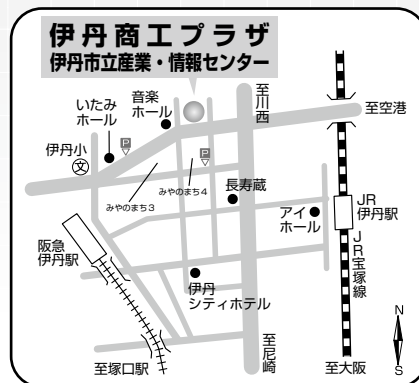 伊丹商工プラザ
伊丹市立産業・情報センター
音楽
ホール
いたみ
ホール
伊丹小
文
P
P
至川西
至空港
みやのまち3
みやのまち4
長寿蔵
アイ
ホール
JR
伊丹駅
JR宝塚線
阪急
伊丹駅
伊丹
シティホテル
至塚口駅
至尼崎
至大阪
N
S